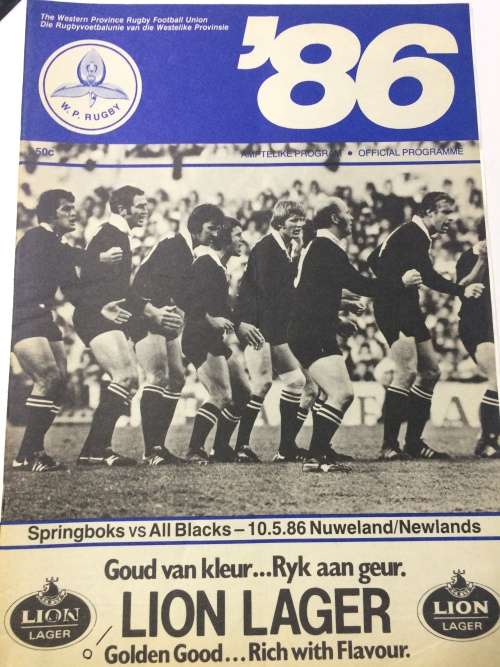 The Western Province Rugby Football Union
Die Rugbyvoetbalunie van die Westelike Provinsie
'86
W.P. RUGBY
50c
AMPTELIKE PROGRAM • OFFICIAL PROGRAMME
Springboks vs All Blacks – 10.5.86 Nuweland/Newlands
Goud van kleur...Ryk aan geur.
LION LAGER
LION LAGER
LION LAGER
Golden Good...Rich with Flavour.